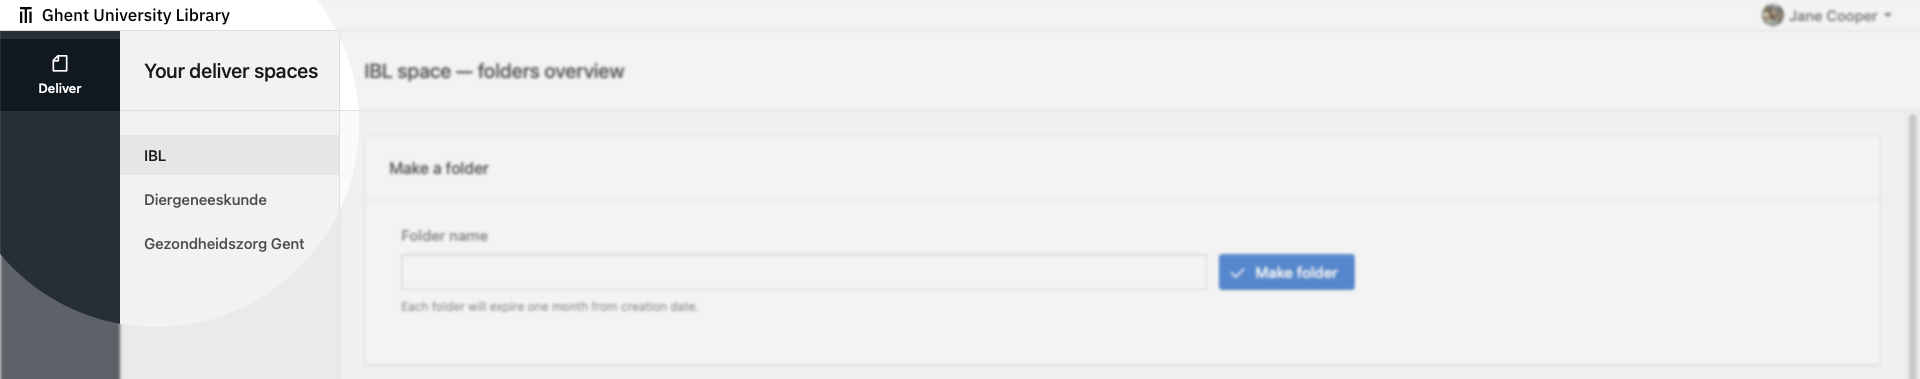 Ghent University Library
Jane Cooper
Deliver
Your deliver spaces
IBL
Diergeneeskunde
Gezondheidszorg Gent
IBL space — folders overview
Make a folder
Folder name
Make folder
Each folder will expire one month from creation date.